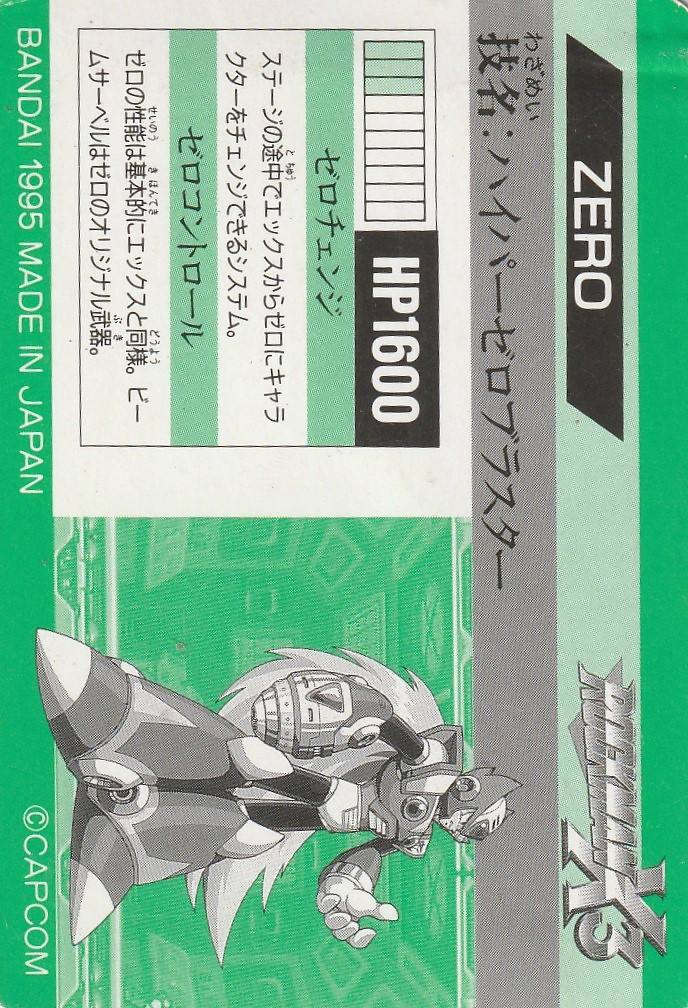 ZERO
ROCKMAN X3
わざめい
技名:ハイパーゼロブラスター
HP1600
ゼロチェンジ
ステージの途中でエックスからゼロにキャラ
とちゅう
クターをチェンジできるシステム。
ゼロコントロール
せいのう きほんてき どうよう
ゼロの性能は基本的にエックスと同様。ビー
ぶき
ムサーベルはゼロのオリジナル武器。
BANDAI 1995 MADE IN JAPAN
©CAPCOM